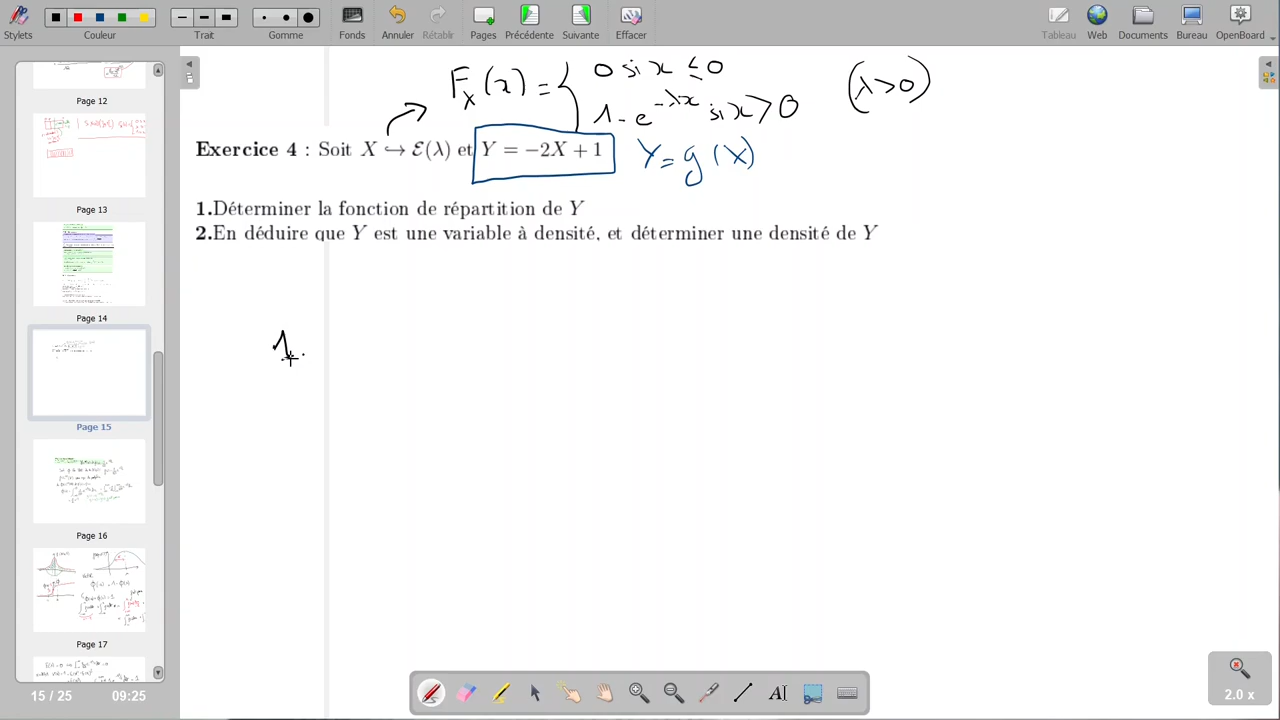 Stylets
Couleur
Trait
Gomme
Fonds
Annuler
Rétablir
Pages
Précédente
Suivante
Effacer
Tableau
Web
Documents
Bureau
OpenBoard
Page 12
Page 13
Page 14
Page 15
Page 16
Page 17
F_X (x) = { 0 si x ≤ 0
1 - e^{-λx} si x > 0
(λ > 0)
Exercice 4 : Soit X ↪ ℰ(λ) et Y = −2X + 1 Y = g(X)
1.Déterminer la fonction de répartition de Y
2.En déduire que Y est une variable à densité, et déterminer une densité de Y
1.
15 / 25 09:25
2.0 x